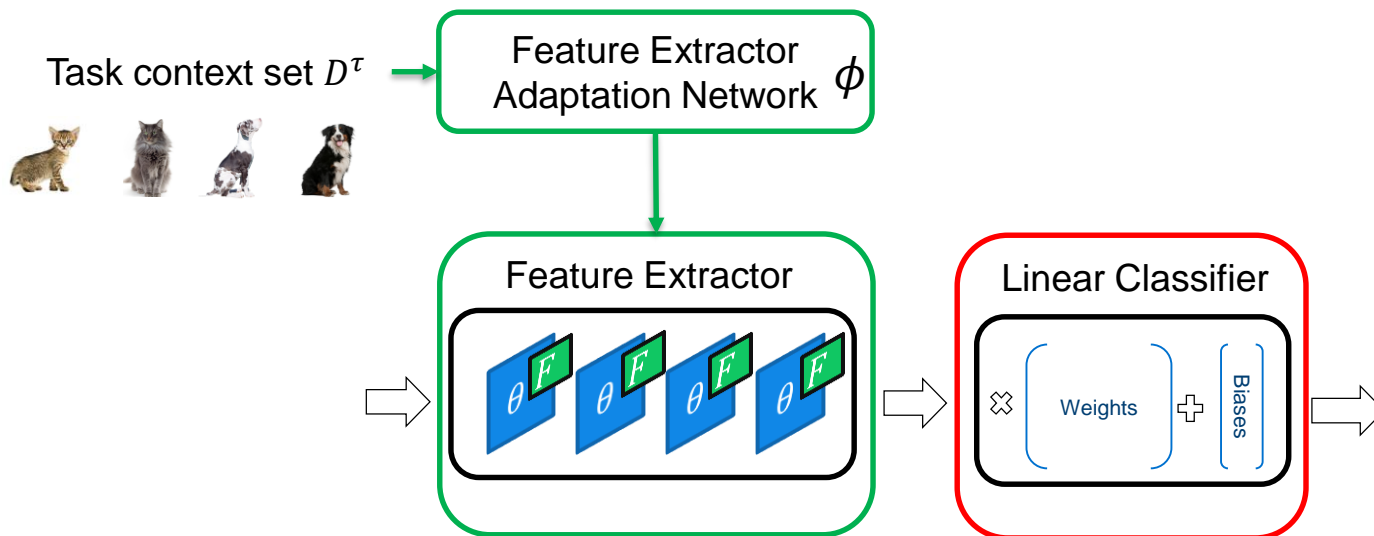 Task context set 𝐷^𝜏
Feature Extractor
Adaptation Network 𝜙
Feature Extractor
𝜃 𝐹 𝜃 𝐹 𝜃 𝐹 𝜃 𝐹
Linear Classifier
Weights
Biases